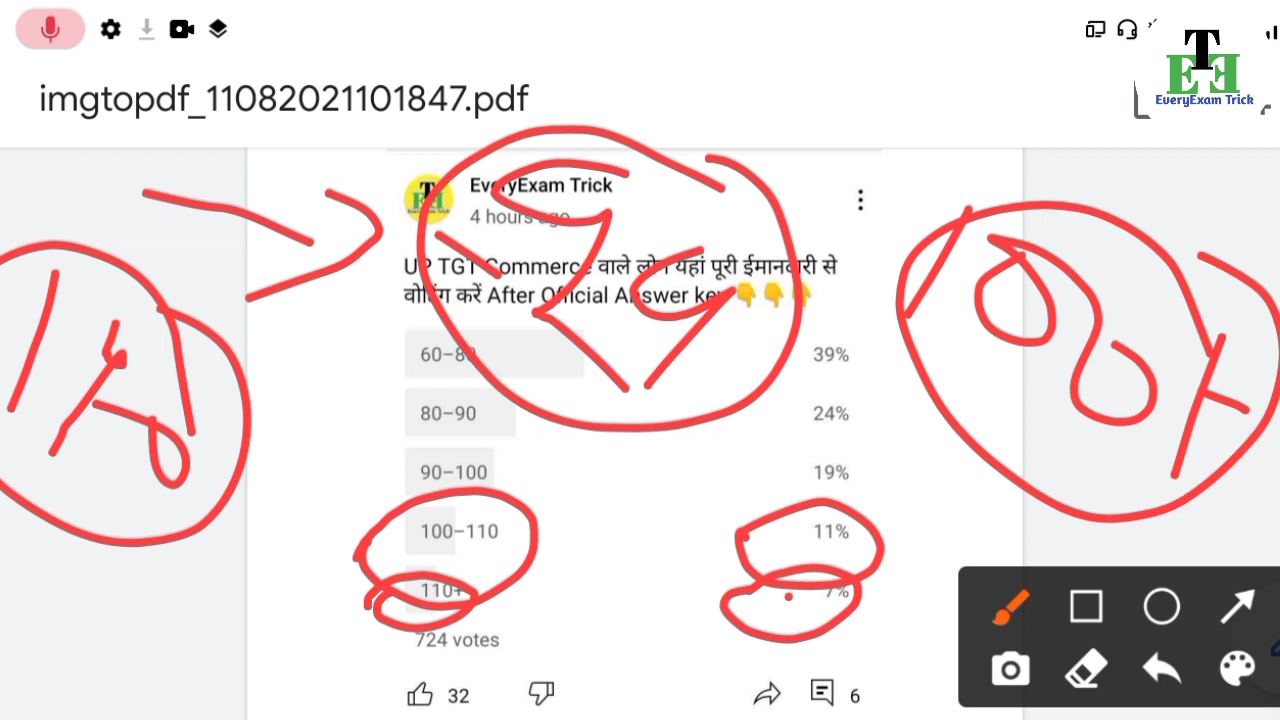 TEE
EveryExam Trick
imgtopdf_11082021101847.pdf
EveryExam Trick
4 hours ago
UP TGT Commerce वाले लोग यहां पूरी ईमानदारी से
वोटिंग करें After Official Answer key👇👇👇
60–80 39%
80–90 24%
90–100 19%
100–110 11%
110+ 7%
724 votes
32 6